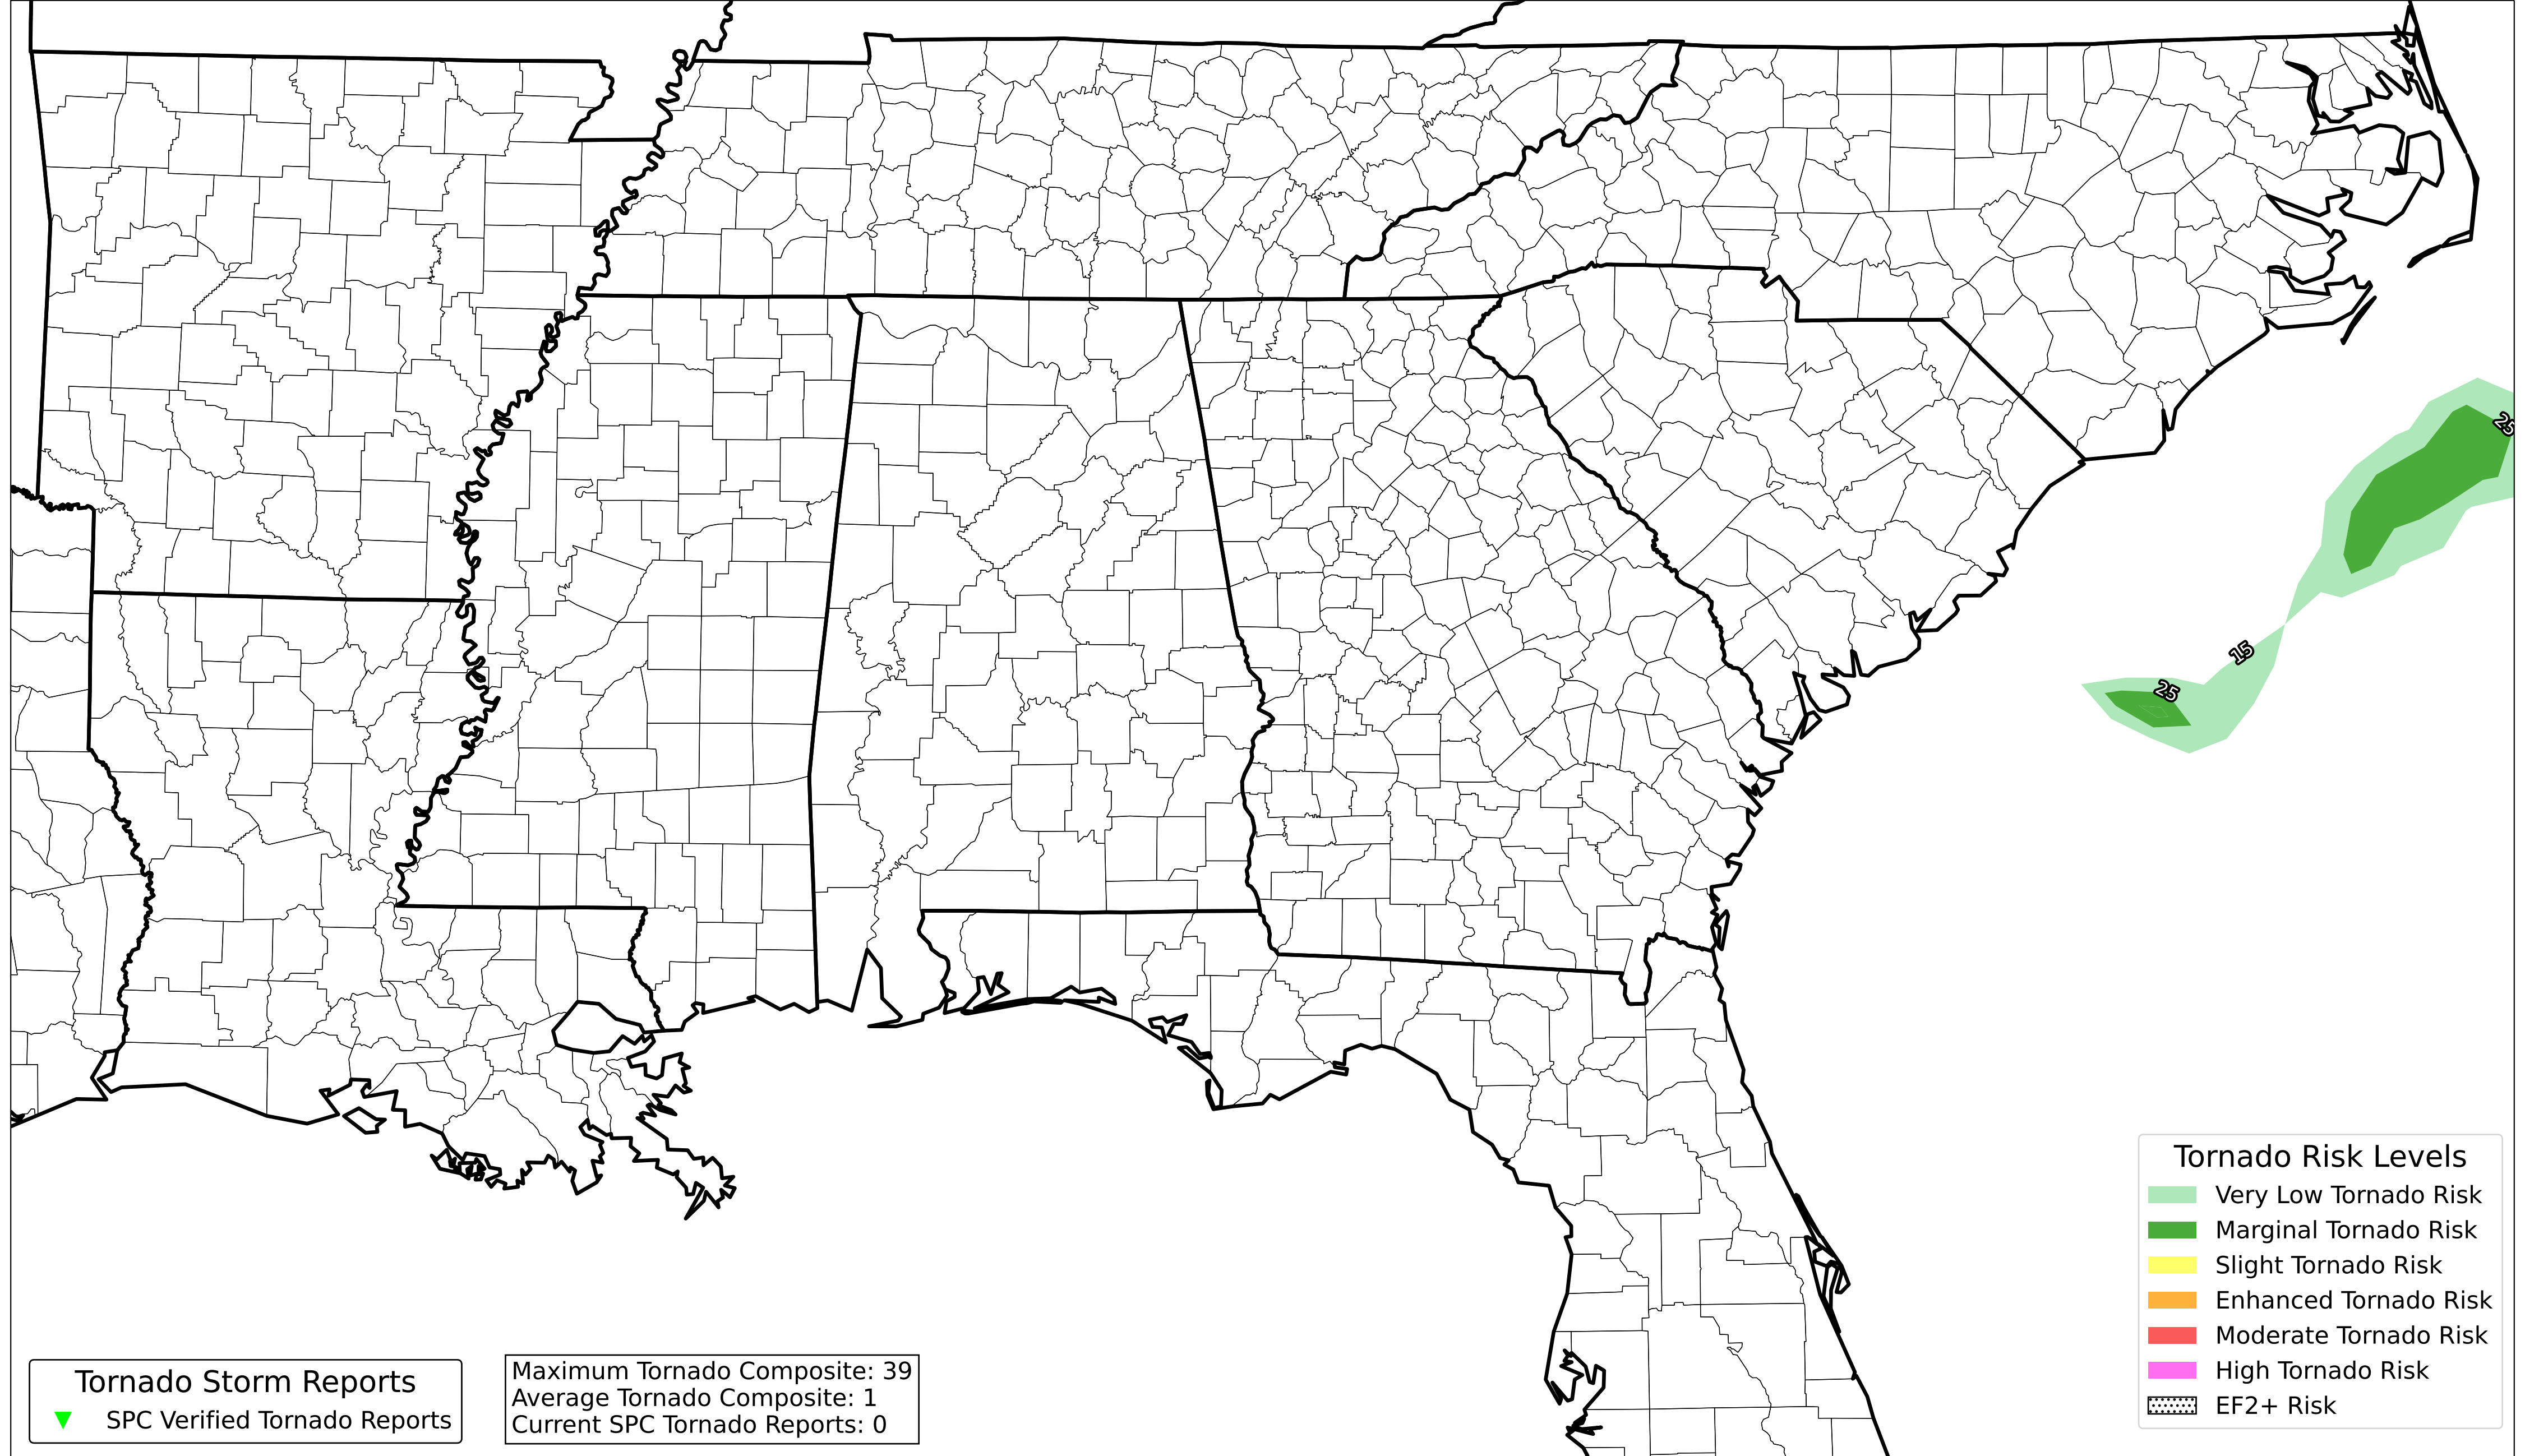 25
15
25
Tornado Risk Levels
Very Low Tornado Risk
Marginal Tornado Risk
Slight Tornado Risk
Enhanced Tornado Risk
Moderate Tornado Risk
High Tornado Risk
EF2+ Risk
Tornado Storm Reports
SPC Verified Tornado Reports
Maximum Tornado Composite: 39
Average Tornado Composite: 1
Current SPC Tornado Reports: 0